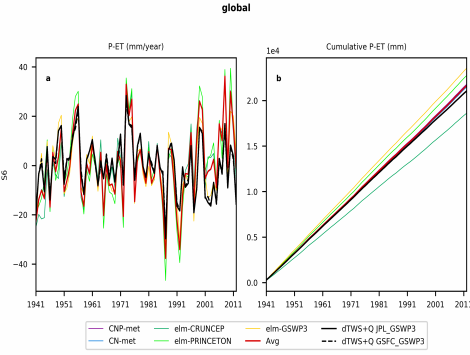 global
P-ET (mm/year)
Cumulative P-ET (mm)
1e4
a
b
S6
40
20
0
−20
−40
2.0
1.5
1.0
0.5
0.0
1941 1951 1961 1971 1981 1991 2001 2011
1941 1951 1961 1971 1981 1991 2001 2011
CNP-met elm-CRUNCEP elm-GSWP3 dTWS+Q JPL_GSWP3
CN-met elm-PRINCETON Avg dTWS+Q GSFC_GSWP3